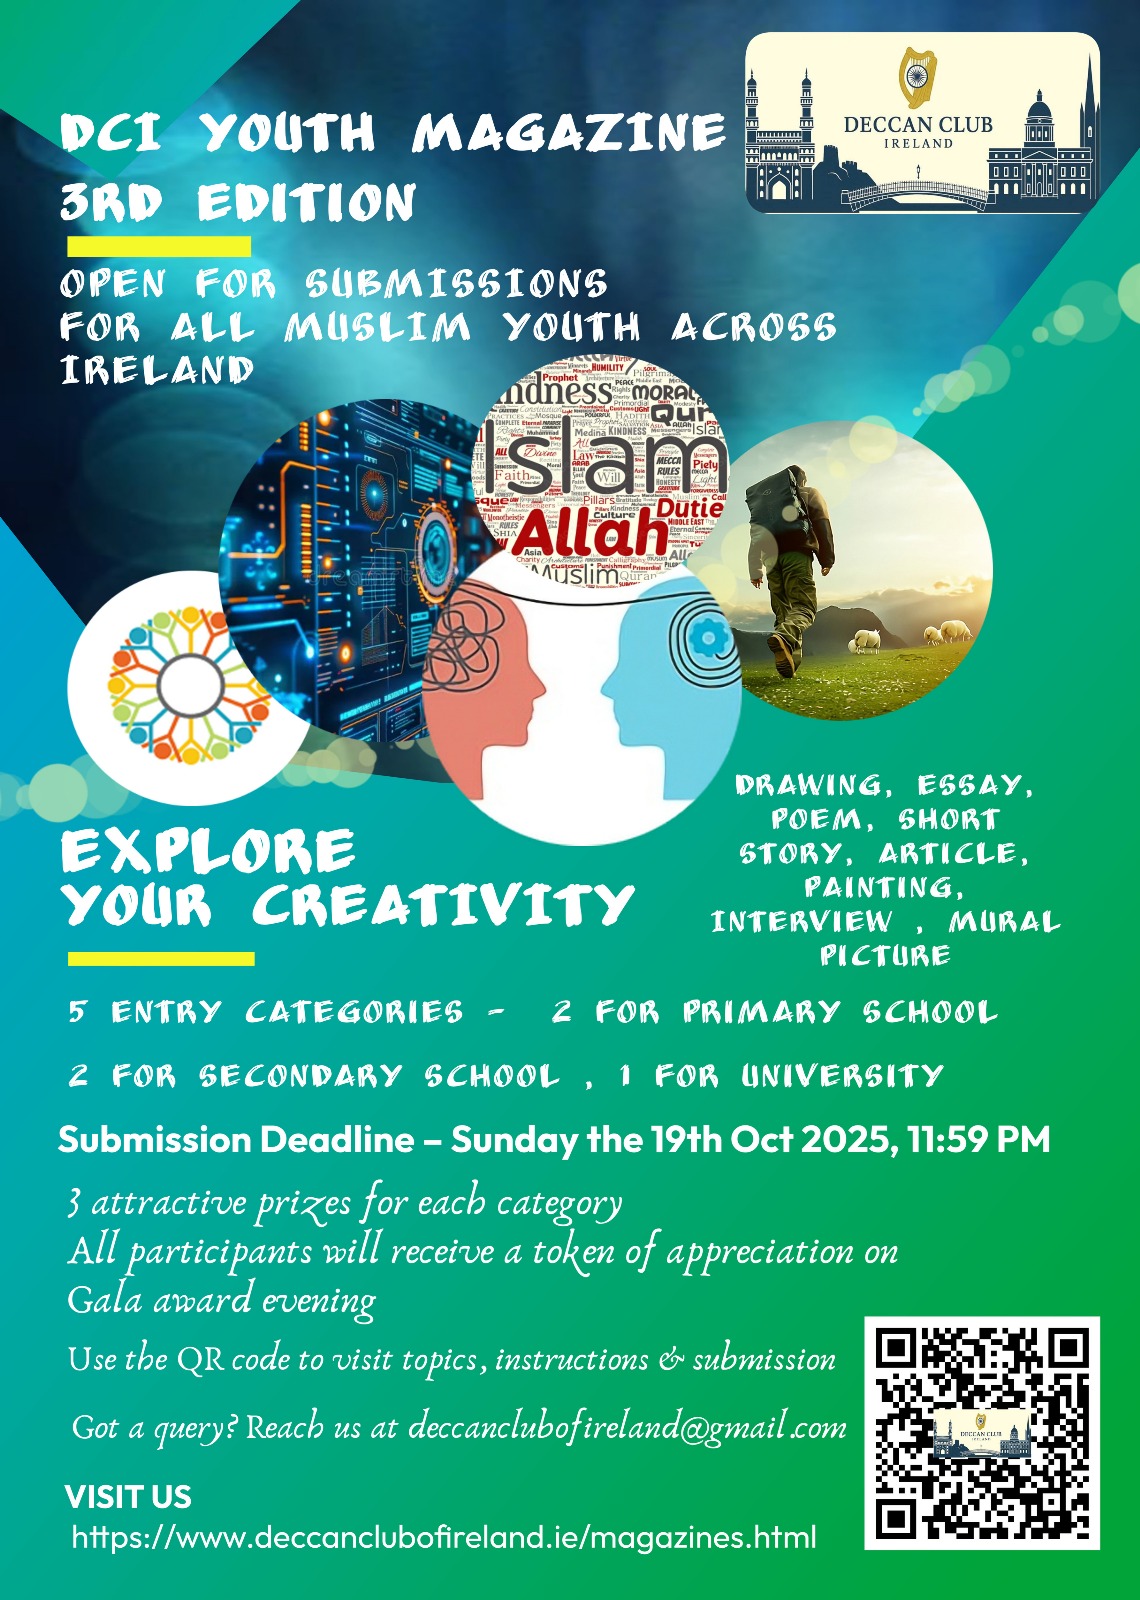 DCI YOUTH MAGAZINE
3RD EDITION
DECCAN CLUB
IRELAND
OPEN FOR SUBMISSIONS
FOR ALL MUSLIM YOUTH ACROSS
IRELAND
Islam
Allah
Muslim
EXPLORE
YOUR CREATIVITY
DRAWING, ESSAY,
POEM, SHORT
STORY, ARTICLE,
PAINTING,
INTERVIEW , MURAL
PICTURE
5 ENTRY CATEGORIES - 2 FOR PRIMARY SCHOOL
2 FOR SECONDARY SCHOOL , 1 FOR UNIVERSITY
Submission Deadline – Sunday the 19th Oct 2025, 11:59 PM
3 attractive prizes for each category
All participants will receive a token of appreciation on
Gala award evening
Use the QR code to visit topics, instructions & submission
Got a query? Reach us at deccanclubofireland@gmail.com
DECCAN CLUB
IRELAND
VISIT US
https://www.deccanclubofireland.ie/magazines.html